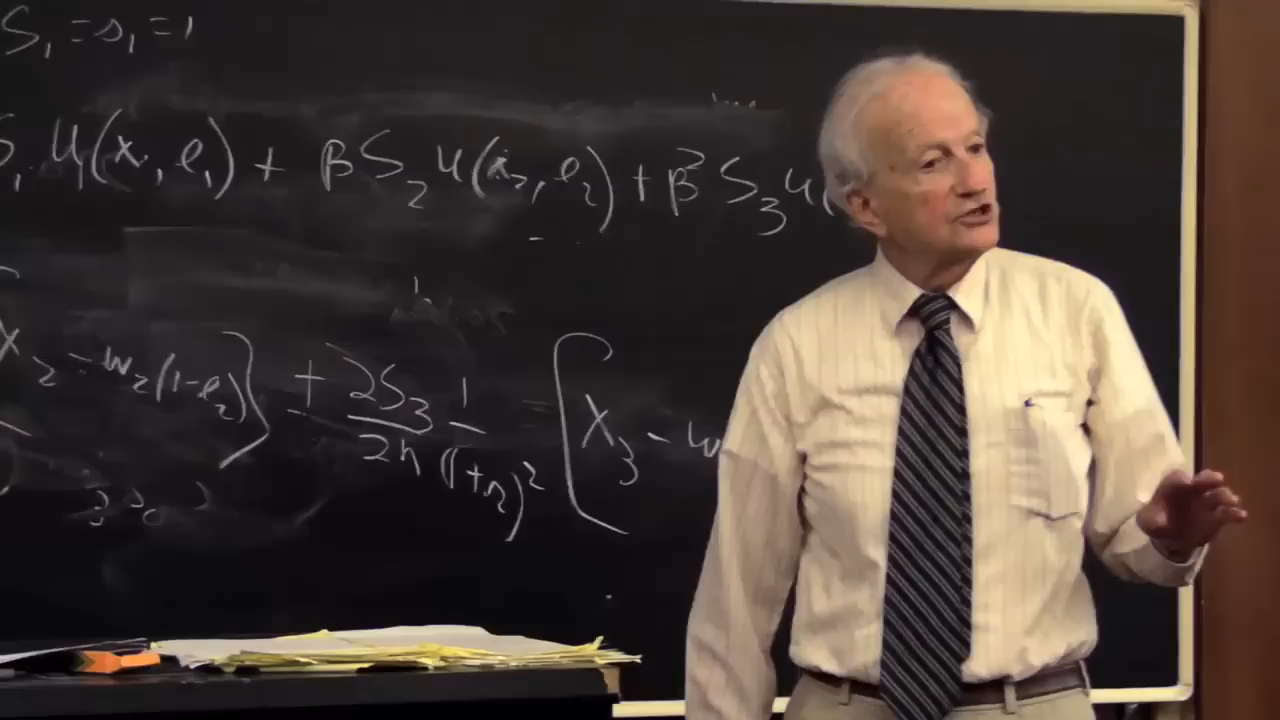 S₁ = s₁ = 1
S₁ U(x₁, e₁) + βS₂ U(x₂, e₂) + β² S₃ U(
X₂ - w₂(1-e₂)} + 2S₃/2n 1/(1+r)² [X₃ - w